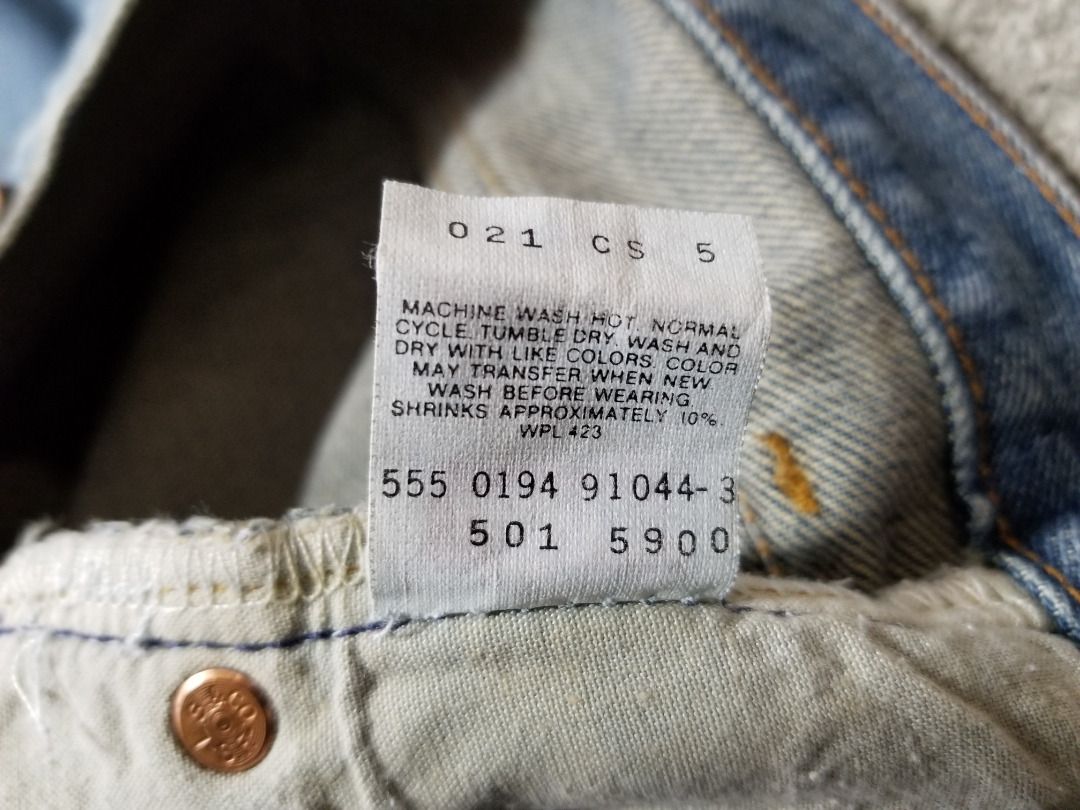 021 CS 5
MACHINE WASH HOT. NORMAL
CYCLE. TUMBLE DRY. WASH AND
DRY WITH LIKE COLORS. COLOR
MAY TRANSFER WHEN NEW.
WASH BEFORE WEARING
SHRINKS APPROXIMATELY 10%.
WPL 423
555 0194 91044-3
501 5900